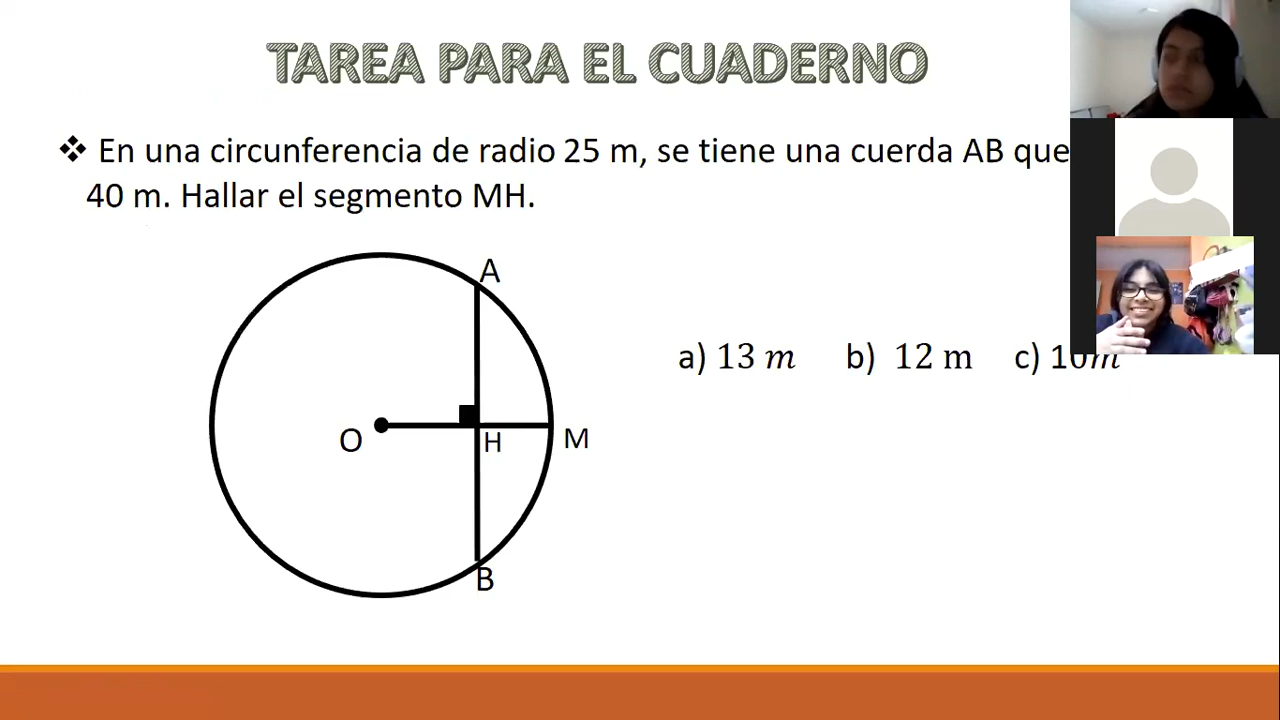 TAREA PARA EL CUADERNO
❖ En una circunferencia de radio 25 m, se tiene una cuerda AB que
40 m. Hallar el segmento MH.
A
a) 13 m b) 12 m c) 10m
O H M
B